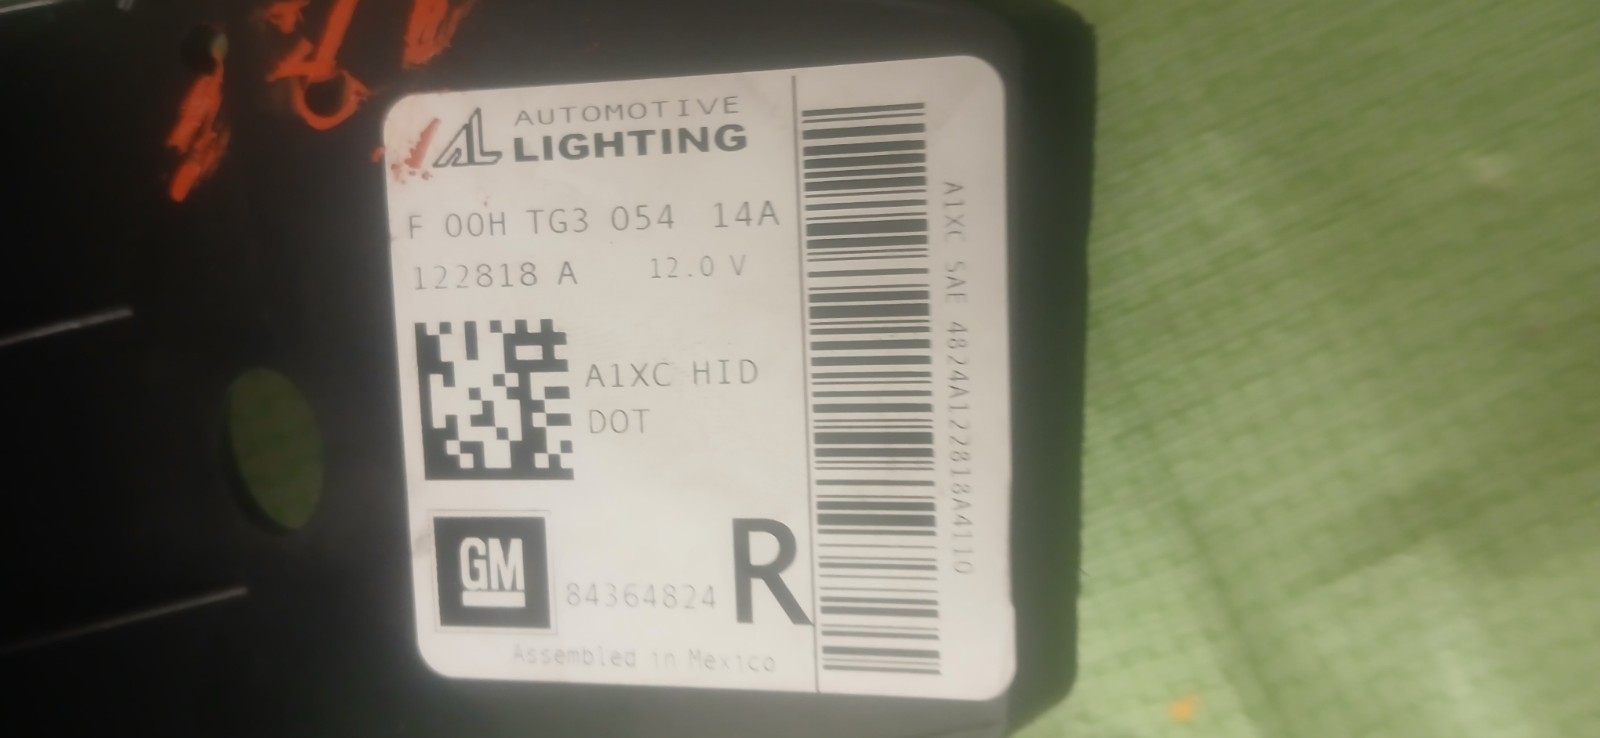 AL AUTOMOTIVE
LIGHTING
F 00H TG3 054 14A
122818 A 12.0 V
A1XC HID
DOT
GM 84364824 R
Assembled in Mexico
A1XC SAE 4824A122818A4110